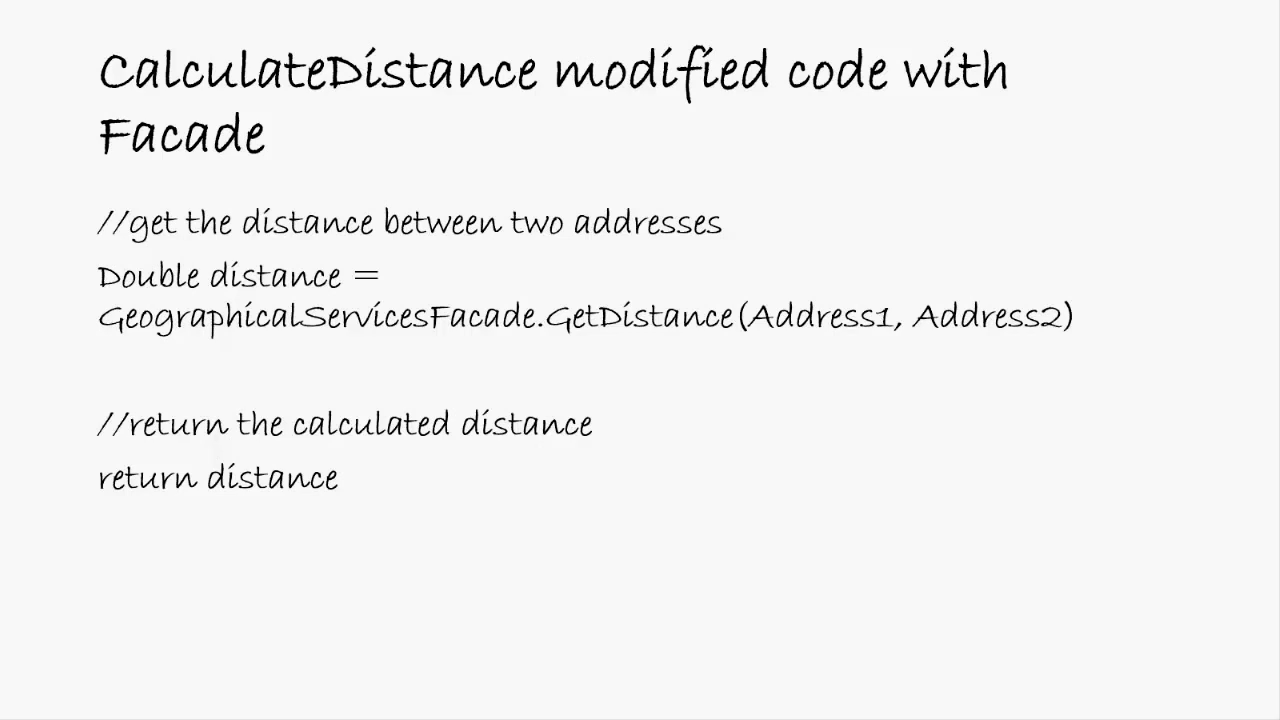 CalculateDistance modified code with
Facade
//get the distance between two addresses
Double distance =
GeographicalServicesFacade.GetDistance(Address1, Address2)
//return the calculated distance
return distance